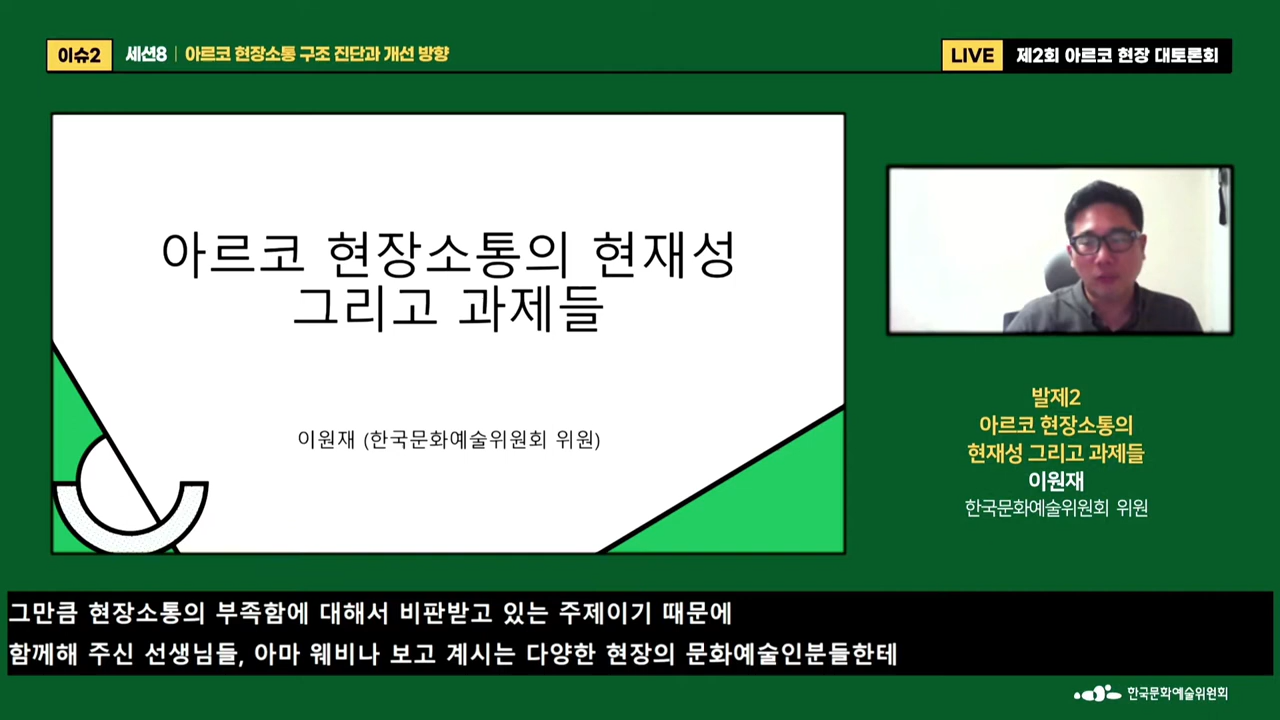 이슈2
세션8 | 아르코 현장소통 구조 진단과 개선 방향
LIVE
제2회 아르코 현장 대토론회
아르코 현장소통의 현재성
그리고 과제들
이원재 (한국문화예술위원회 위원)
발제2
아르코 현장소통의
현재성 그리고 과제들
이원재
한국문화예술위원회 위원
그만큼 현장소통의 부족함에 대해서 비판받고 있는 주제이기 때문에
함께해 주신 선생님들, 아마 웨비나 보고 계시는 다양한 현장의 문화예술인분들한테
한국문화예술위원회